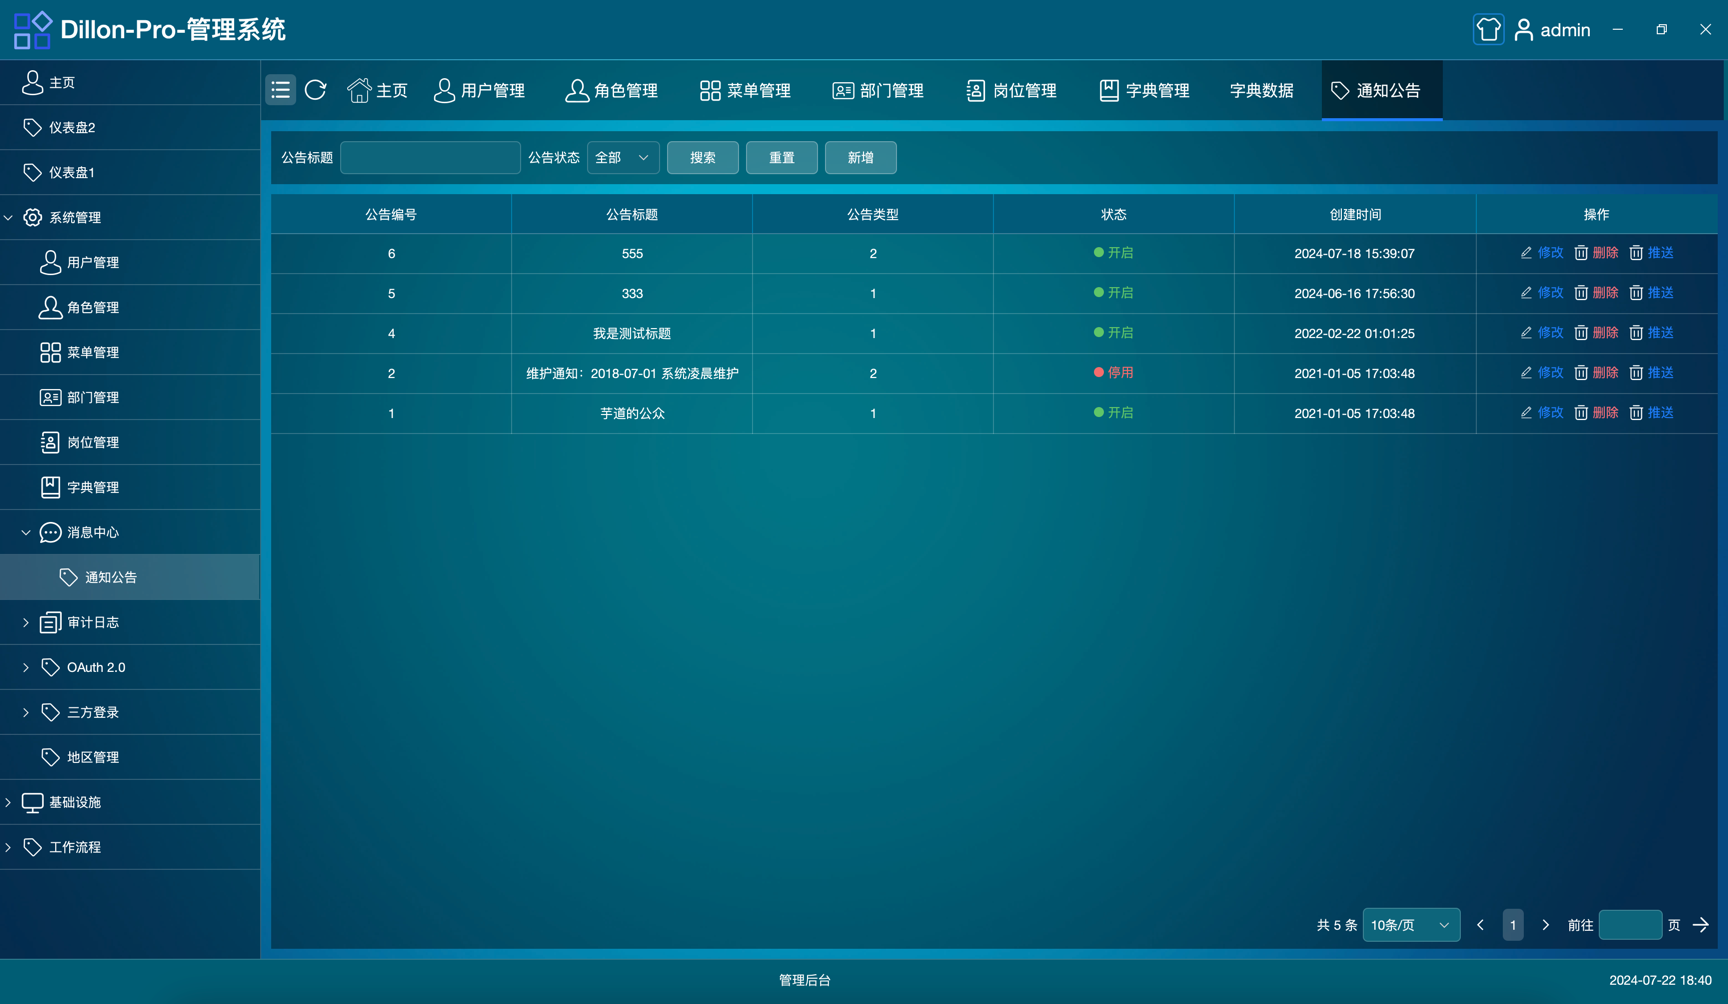 Dillon-Pro-管理系统
admin
主页
仪表盘2
仪表盘1
系统管理
用户管理
角色管理
菜单管理
部门管理
岗位管理
字典管理
消息中心
通知公告
审计日志
OAuth 2.0
三方登录
地区管理
基础设施
工作流程
主页 用户管理 角色管理 菜单管理 部门管理 岗位管理 字典管理 字典数据 通知公告
公告标题 公告状态 全部 搜索 重置 新增
公告编号 公告标题 公告类型 状态 创建时间 操作
6 555 2 开启 2024-07-18 15:39:07 修改 删除 推送
5 333 1 开启 2024-06-16 17:56:30 修改 删除 推送
4 我是测试标题 1 开启 2022-02-22 01:01:25 修改 删除 推送
2 维护通知：2018-07-01 系统凌晨维护 2 停用 2021-01-05 17:03:48 修改 删除 推送
1 芋道的公众 1 开启 2021-01-05 17:03:48 修改 删除 推送
共 5 条 10条/页 1 前往 页
管理后台
2024-07-22 18:40